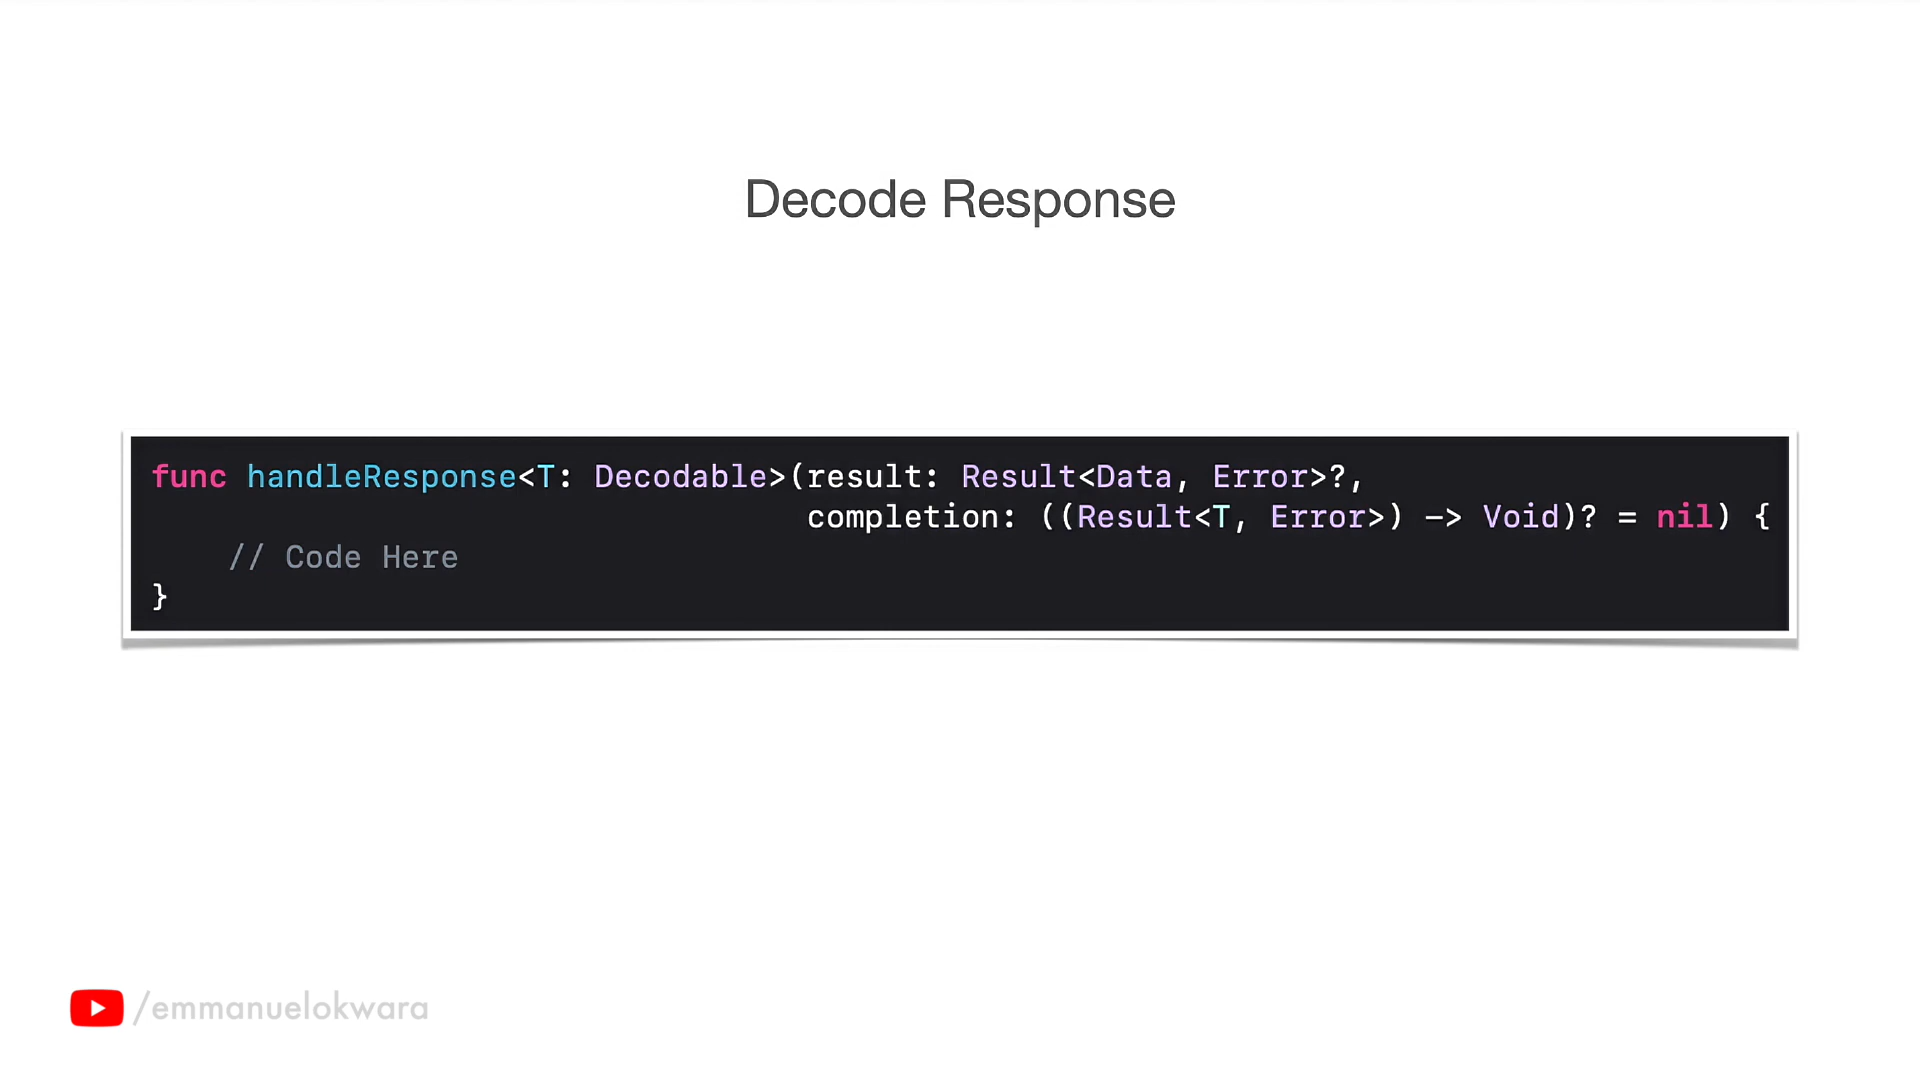 Decode Response
func handleResponse<T: Decodable>(result: Result<Data, Error>?,
completion: ((Result<T, Error>) -> Void)? = nil) {
// Code Here
}
/emmanuelokwara